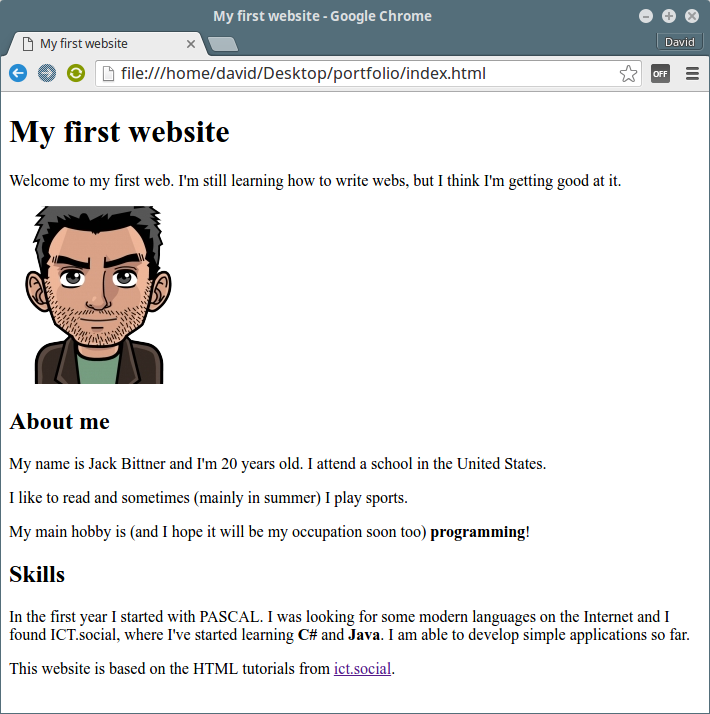 My first website - Google Chrome
My first website
David
file:///home/david/Desktop/portfolio/index.html
OFF
My first website
Welcome to my first web. I'm still learning how to write webs, but I think I'm getting good at it.
About me
My name is Jack Bittner and I'm 20 years old. I attend a school in the United States.
I like to read and sometimes (mainly in summer) I play sports.
My main hobby is (and I hope it will be my occupation soon too) programming!
Skills
In the first year I started with PASCAL. I was looking for some modern languages on the Internet and I
found ICT.social, where I've started learning C# and Java. I am able to develop simple applications so far.
This website is based on the HTML tutorials from ict.social.